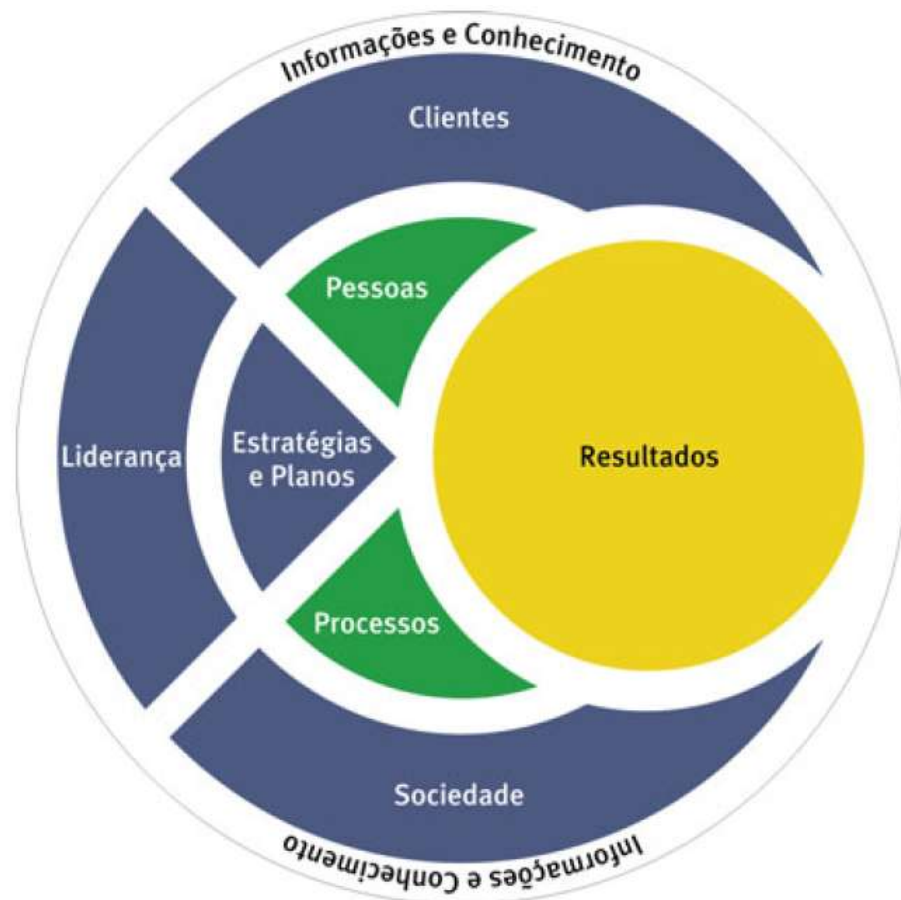 Informações e Conhecimento
Clientes
Pessoas
Liderança
Estratégias
e Planos
Resultados
Processos
Sociedade
Informações e Conhecimento